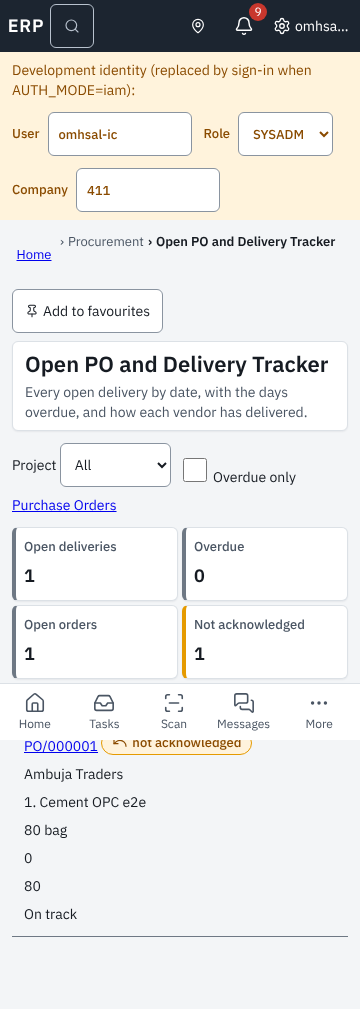 ERP
9
omhsa...
Development identity (replaced by sign-in when
AUTH_MODE=iam):
User omhsal-ic Role SYSADM
Company 411
Home › Procurement › Open PO and Delivery Tracker
Add to favourites
Open PO and Delivery Tracker
Every open delivery by date, with the days
overdue, and how each vendor has delivered.
Project All Overdue only
Purchase Orders
Open deliveries Overdue
1 0
Open orders Not acknowledged
1 1
Home Tasks Scan Messages More
PO/000001 not acknowledged
Ambuja Traders
1. Cement OPC e2e
80 bag
0
80
On track